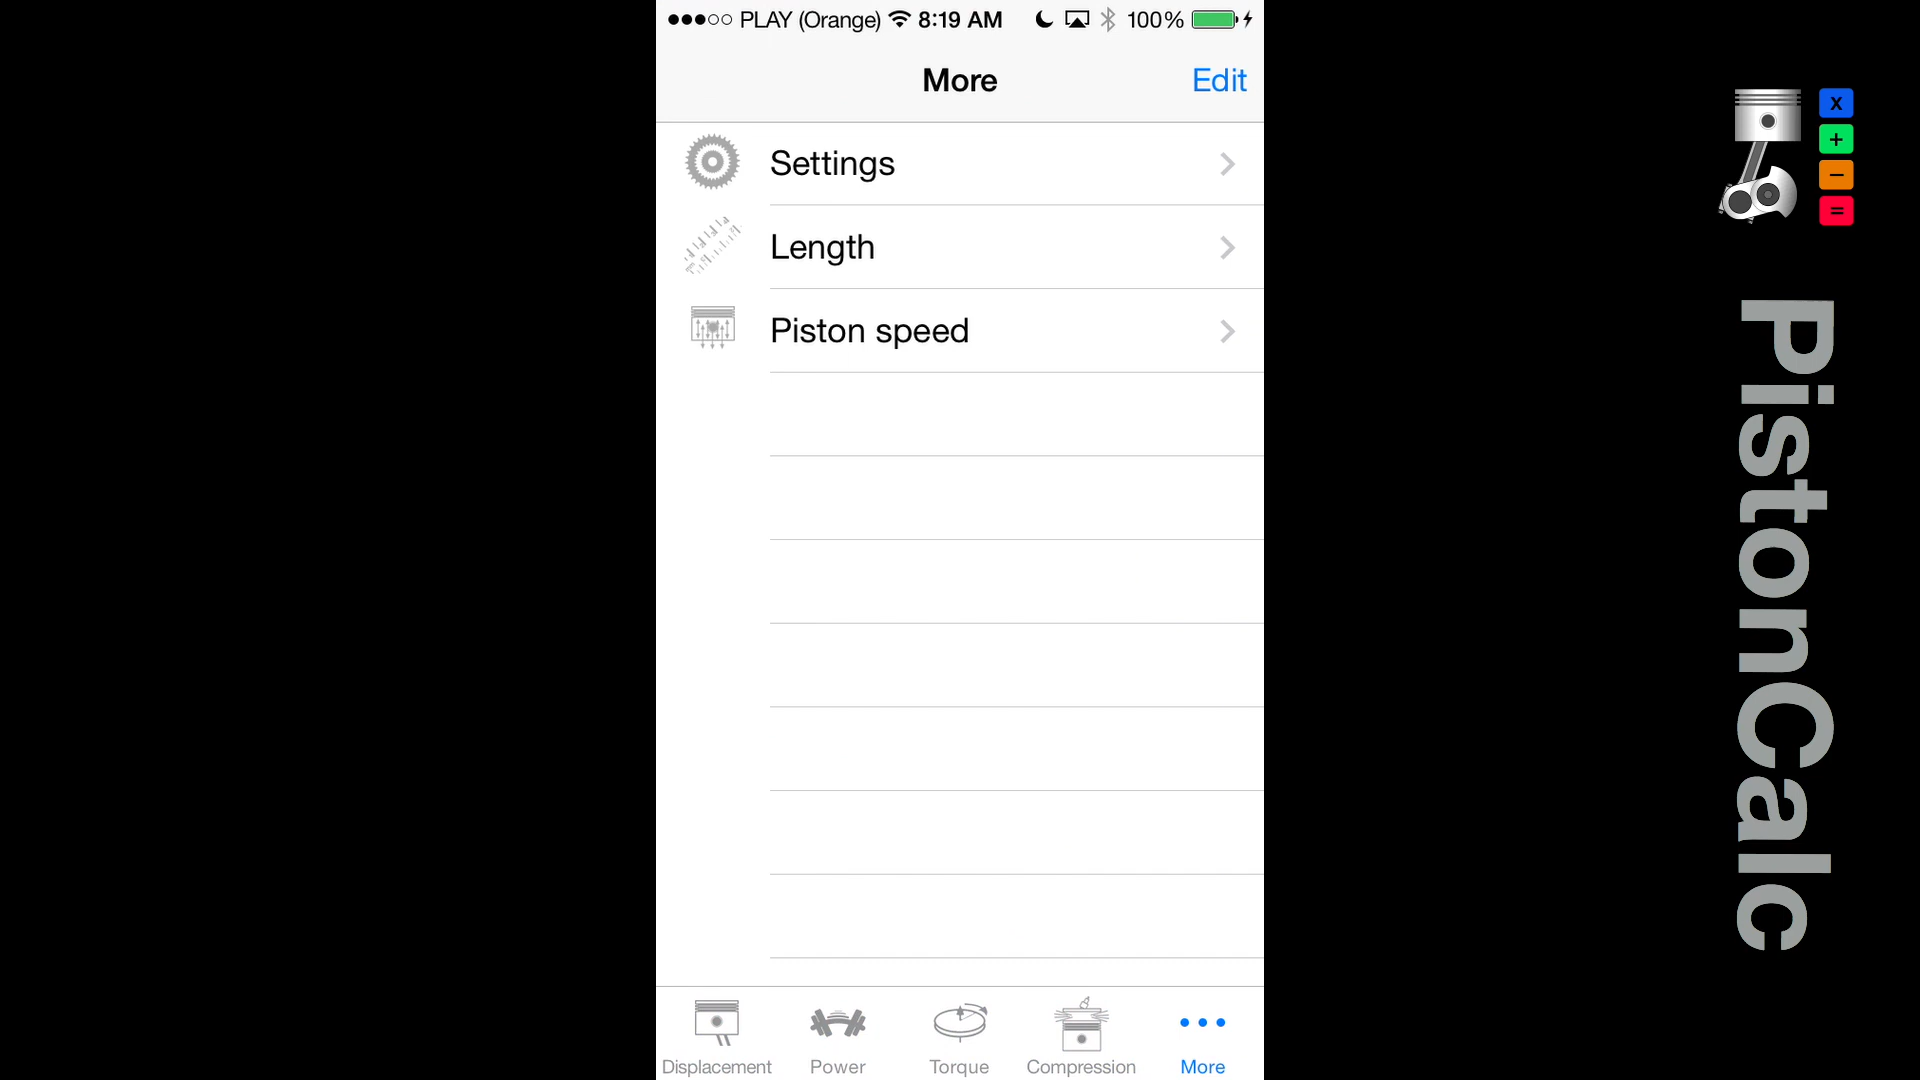 PLAY (Orange) 8:19 AM 100%
More Edit
Settings
Length
Piston speed
Displacement Power Torque Compression More
x
+
−
=
PistonCalc